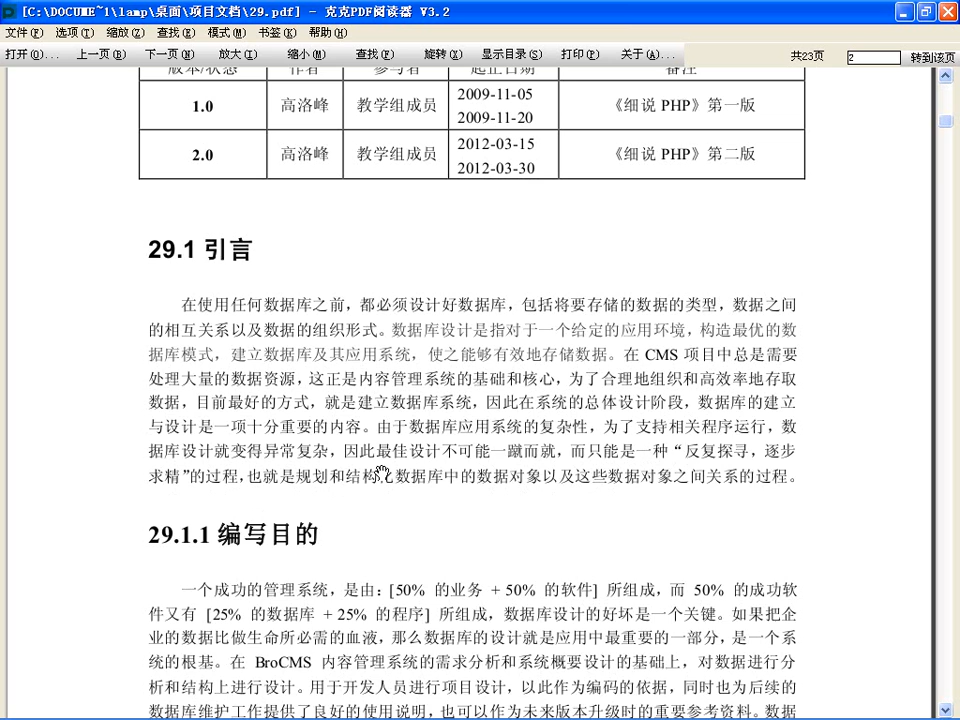 [C:\DOCUME~1\lamp\桌面\项目文档\29.pdf] - 克克PDF阅读器 V3.2
文件(F) 选项(T) 缩放(Z) 查找(E) 模式(M) 书签(K) 帮助(H)
打开(O)... 上一页(B) 下一页(N) 放大(I) 缩小(M) 查找(F) 旋转(X) 显示目录(S) 打印(P) 关于(A)... 共23页 2 转到该页
版本/状态 作者 参与者 起止日期 备注
1.0 高洛峰 教学组成员 2009-11-05 《细说 PHP》第一版
2009-11-20
2.0 高洛峰 教学组成员 2012-03-15 《细说 PHP》第二版
2012-03-30
29.1 引言
在使用任何数据库之前，都必须设计好数据库，包括将要存储的数据的类型，数据之间
的相互关系以及数据的组织形式。数据库设计是指对于一个给定的应用环境，构造最优的数
据库模式，建立数据库及其应用系统，使之能够有效地存储数据。在 CMS 项目中总是需要
处理大量的数据资源，这正是内容管理系统的基础和核心，为了合理地组织和高效率地存取
数据，目前最好的方式，就是建立数据库系统，因此在系统的总体设计阶段，数据库的建立
与设计是一项十分重要的内容。由于数据库应用系统的复杂性，为了支持相关程序运行，数
据库设计就变得异常复杂，因此最佳设计不可能一蹴而就，而只能是一种“反复探寻，逐步
求精”的过程，也就是规划和结构化数据库中的数据对象以及这些数据对象之间关系的过程。
29.1.1 编写目的
一个成功的管理系统，是由：[50% 的业务 + 50% 的软件] 所组成，而 50% 的成功软
件又有 [25% 的数据库 + 25% 的程序] 所组成，数据库设计的好坏是一个关键。如果把企
业的数据比做生命所必需的血液，那么数据库的设计就是应用中最重要的一部分，是一个系
统的根基。在 BroCMS 内容管理系统的需求分析和系统概要设计的基础上，对数据进行分
析和结构上进行设计。用于开发人员进行项目设计，以此作为编码的依据，同时也为后续的
数据库维护工作提供了良好的使用说明，也可以作为未来版本升级时的重要参考资料。数据